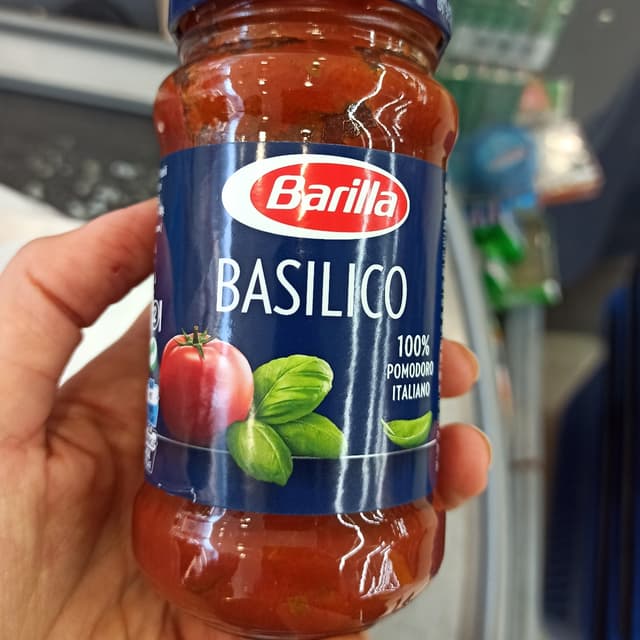 Barilla
BASILICO
100%
POMODORO
ITALIANO